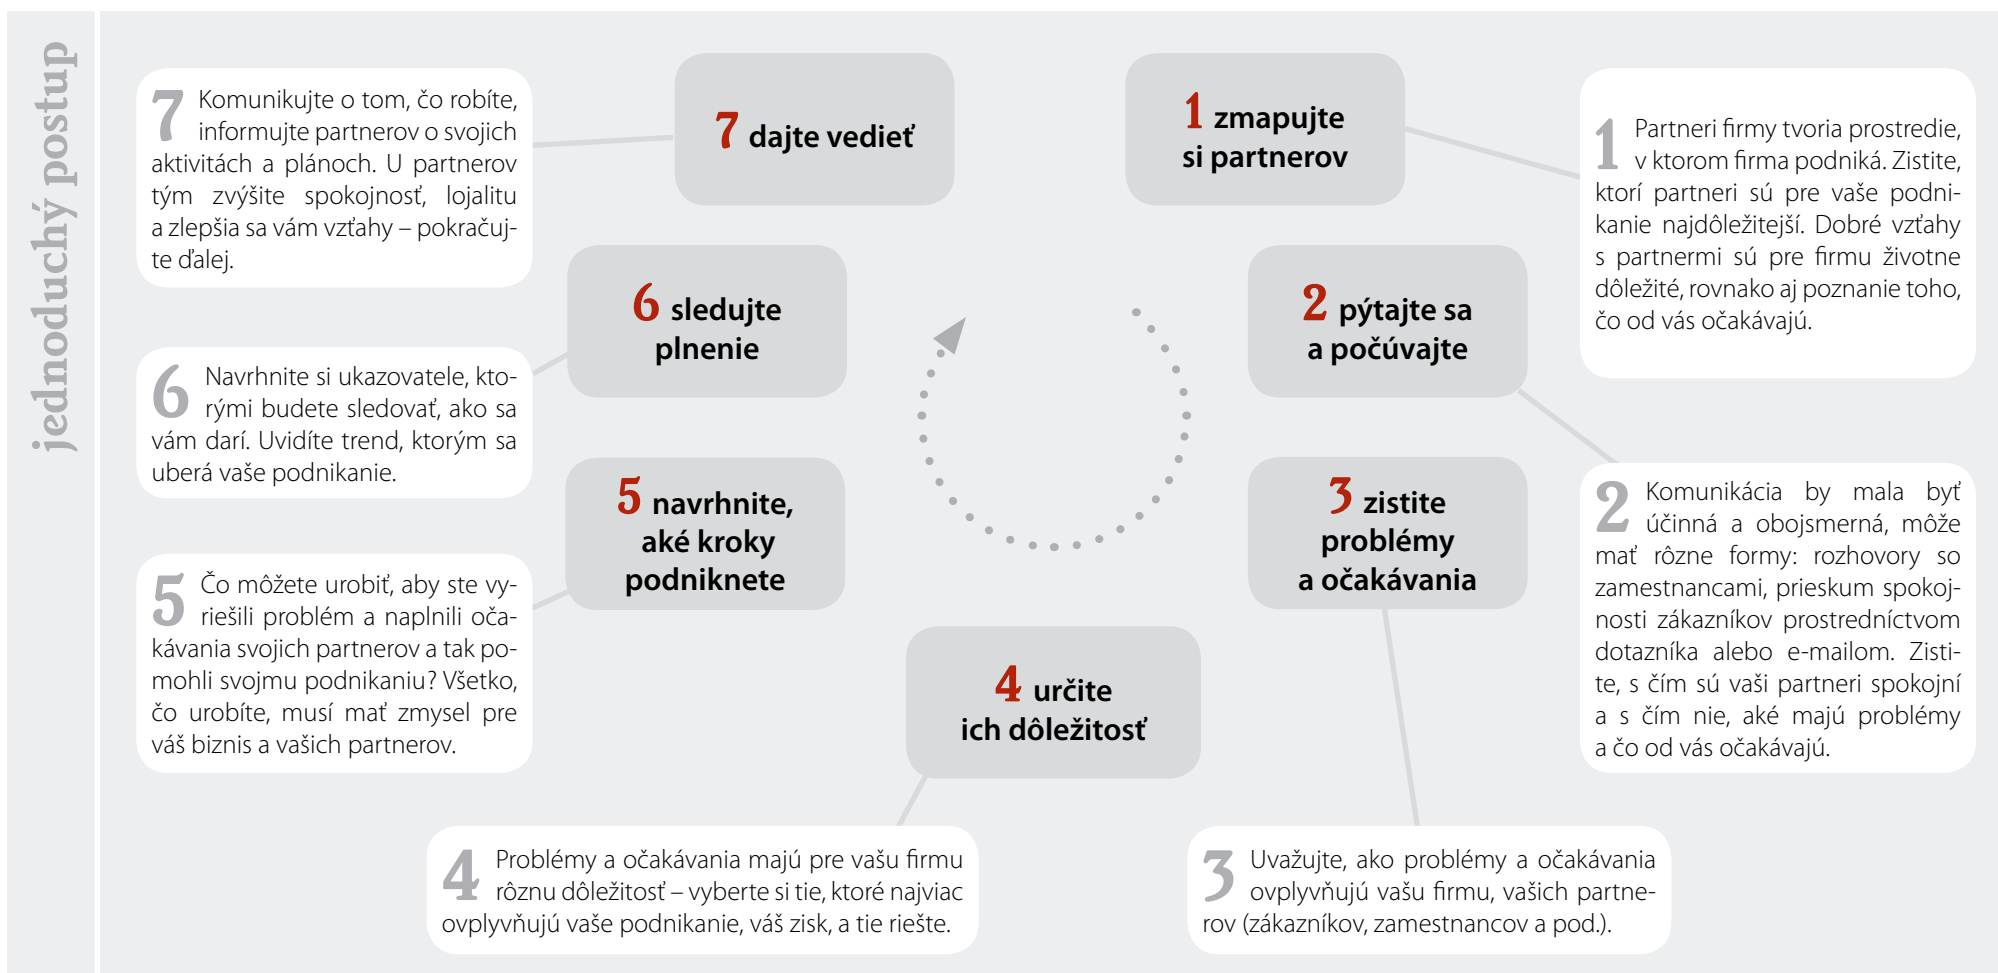 jednoduchý postup
1 zmapujte
si partnerov
1 Partneri firmy tvoria prostredie,
v ktorom firma podniká. Zistite,
ktorí partneri sú pre vaše podni-
kanie najdôležitejší. Dobré vzťahy
s partnermi sú pre firmu životne
dôležité, rovnako aj poznanie toho,
čo od vás očakávajú.
2 pýtajte sa
a počúvajte
2 Komunikácia by mala byť
účinná a obojsmerná, môže
mať rôzne formy: rozhovory so
zamestnancami, prieskum spokoj-
nosti zákazníkov prostredníctvom
dotazníka alebo e-mailom. Zisti-
te, s čím sú vaši partneri spokojní
a s čím nie, aké majú problémy
a čo od vás očakávajú.
3 zistite
problémy
a očakávania
3 Uvažujte, ako problémy a očakávania
ovplyvňujú vašu firmu, vašich partne-
rov (zákazníkov, zamestnancov a pod.).
4 určite
ich dôležitosť
4 Problémy a očakávania majú pre vašu firmu
rôznu dôležitosť – vyberte si tie, ktoré najviac
ovplyvňujú vaše podnikanie, váš zisk, a tie riešte.
5 navrhnite,
aké kroky
podniknete
5 Čo môžete urobiť, aby ste vy-
riešili problém a naplnili oča-
kávania svojich partnerov a tak po-
mohli svojmu podnikaniu? Všetko,
čo urobíte, musí mať zmysel pre
váš biznis a vašich partnerov.
6 sledujte
plnenie
6 Navrhnite si ukazovatele, kto-
rými budete sledovať, ako sa
vám darí. Uvidíte trend, ktorým sa
uberá vaše podnikanie.
7 dajte vedieť
7 Komunikujte o tom, čo robíte,
informujte partnerov o svojich
aktivitách a plánoch. U partnerov
tým zvýšite spokojnosť, lojalitu
a zlepšia sa vám vzťahy – pokračuj-
te ďalej.